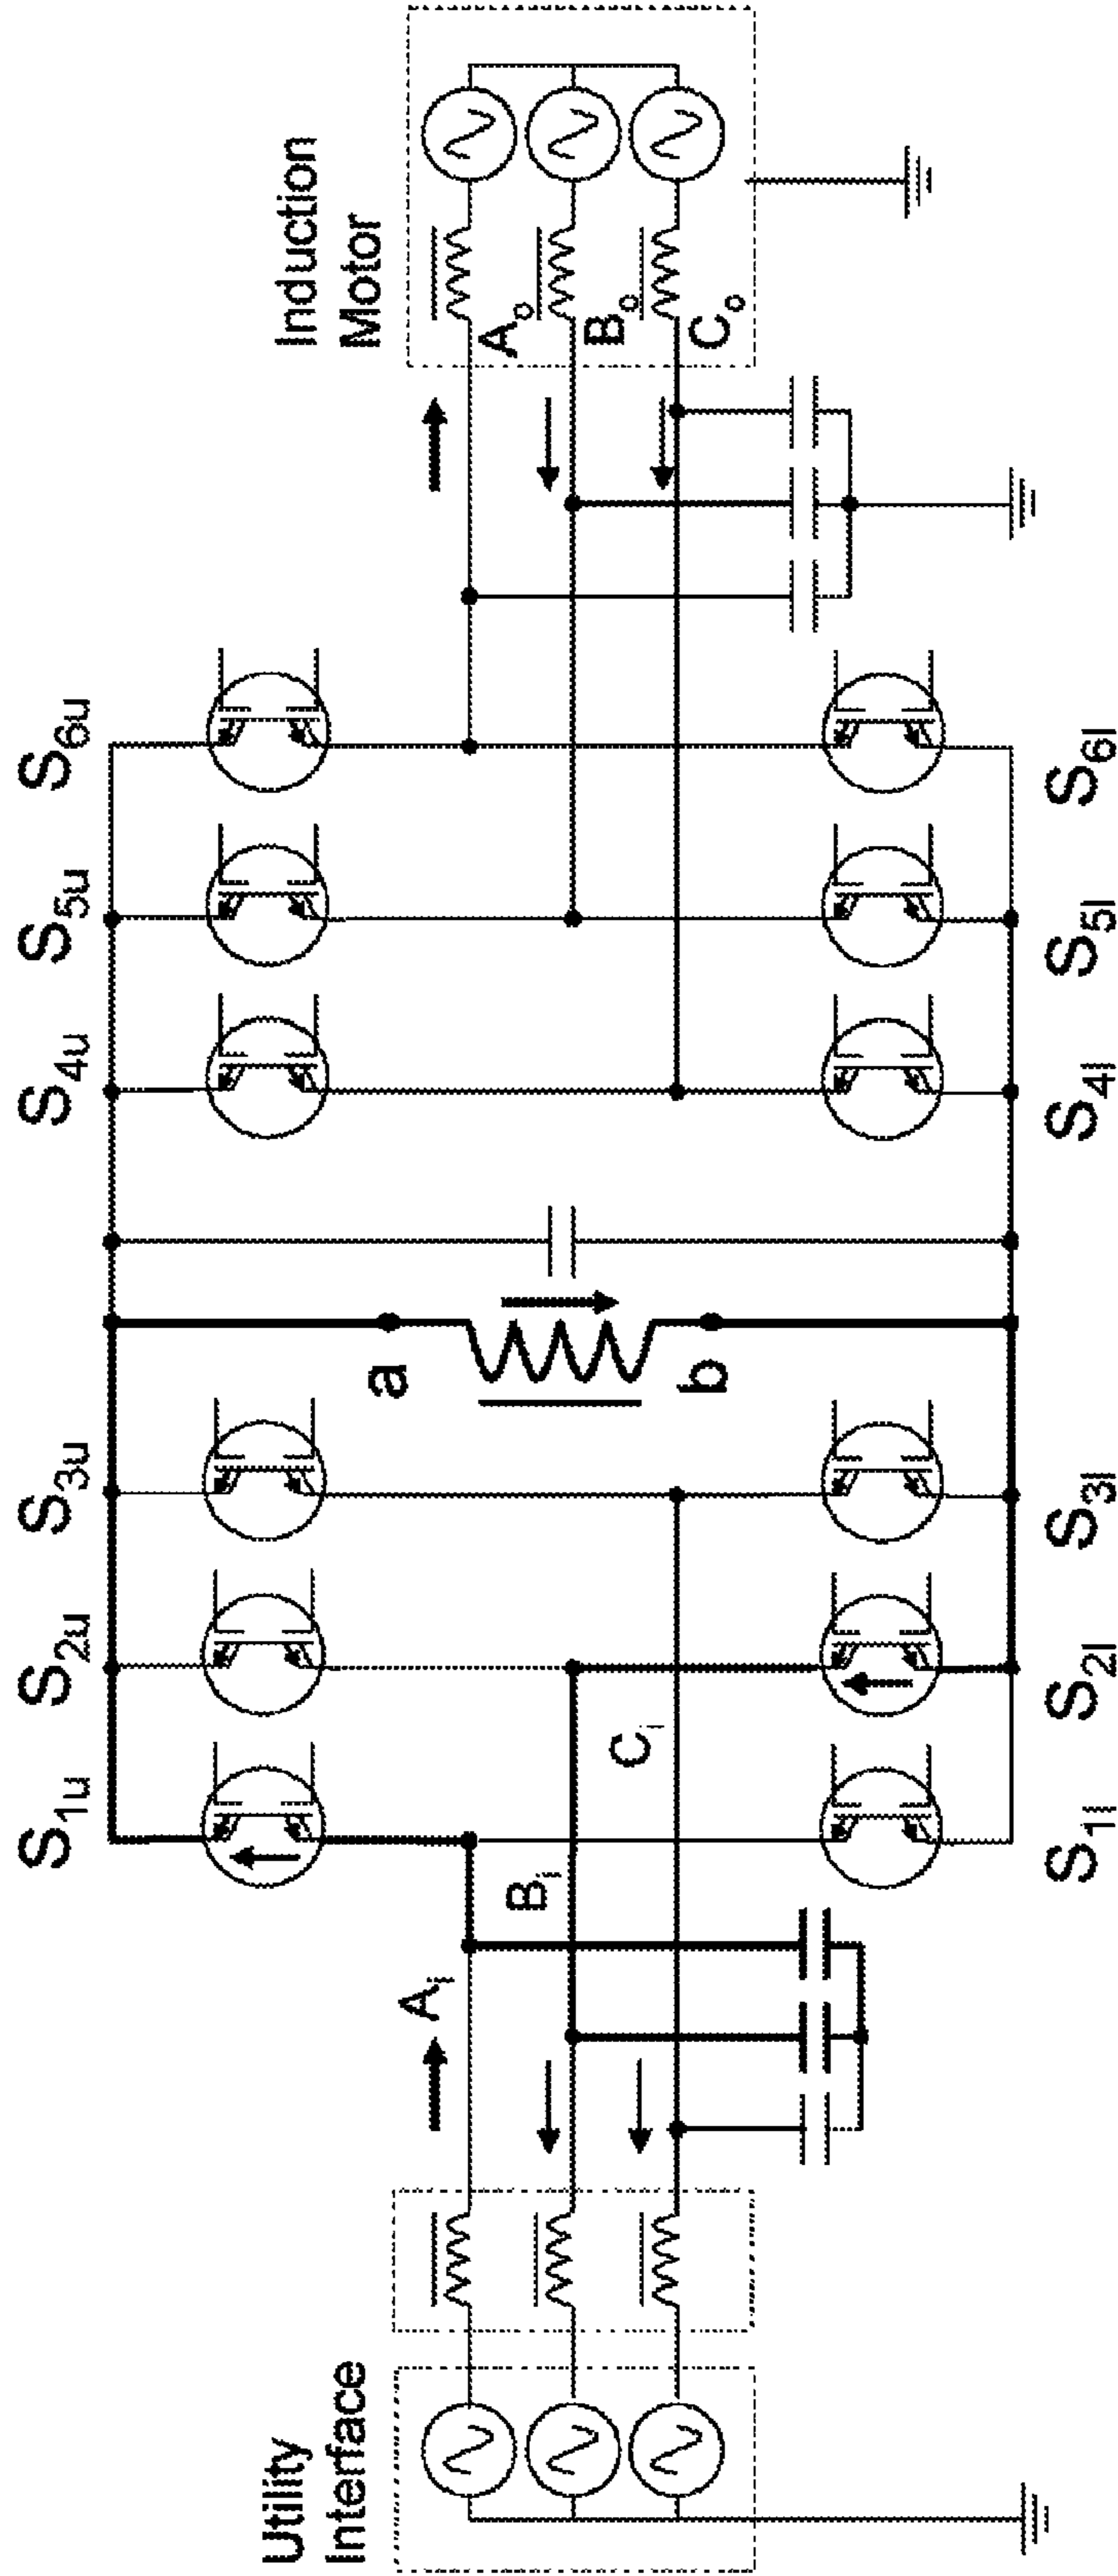 Utility
Interface
Induction
Motor
S1u
S2u
S3u
S4u
S5u
S6u
Ai
Bi
Ci
a
b
Ao
Bo
Co
S1l
S2l
S3l
S4l
S5l
S6l